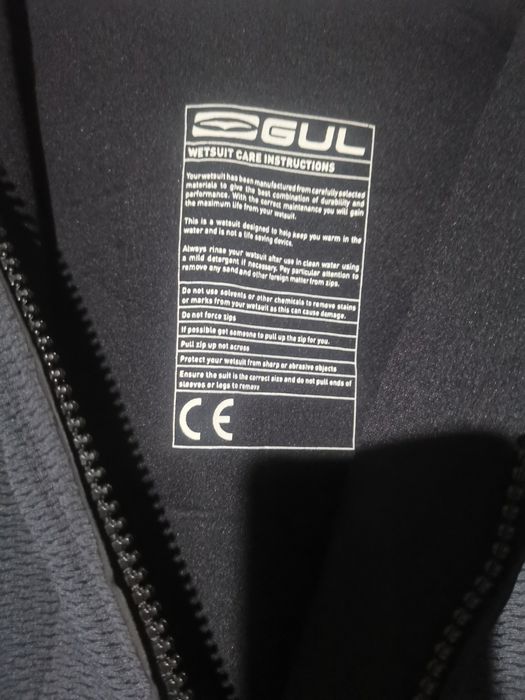 GUL
WETSUIT CARE INSTRUCTIONS
Your wetsuit has been manufactured from carefully selected
materials to give the best combination of durability and
performance. With the correct maintenance you will gain
the maximum life from your wetsuit.
This is a wetsuit designed to help keep you warm in the
water and is not a life saving device.
Always rinse your wetsuit after use in clean water using
a mild detergent if necessary. Pay particular attention to
remove any sand and other foreign matter from zips.
Do not use solvents or other chemicals to remove stains
or marks from your wetsuit as this can cause damage.
Do not force zips
If possible get someone to pull up the zip for you.
Pull zip up not across
Protect your wetsuit from sharp or abrasive objects
Ensure the suit is the correct size and do not pull ends of
sleeves or legs to remove
CE